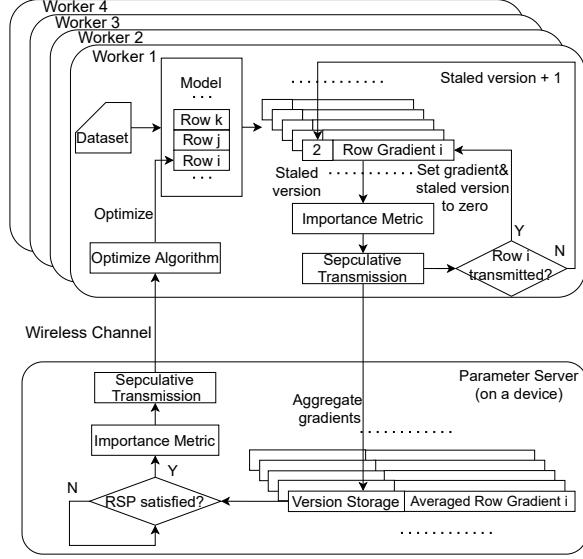 Worker 4
Worker 3
Worker 2
Worker 1
Model
. . .
Row k
Row j
Row i
. . .
Dataset
Staled version + 1
2
Row Gradient i
Staled
version
Set gradient&
staled version
to zero
Importance Metric
Optimize
Optimize Algorithm
Sepculative
Transmission
Row i
transmitted?
Y
N
Wireless Channel
Sepculative
Transmission
Aggregate
gradients
Parameter Server
(on a device)
Importance Metric
Y
N
RSP satisfied?
Version Storage
Averaged Row Gradient i